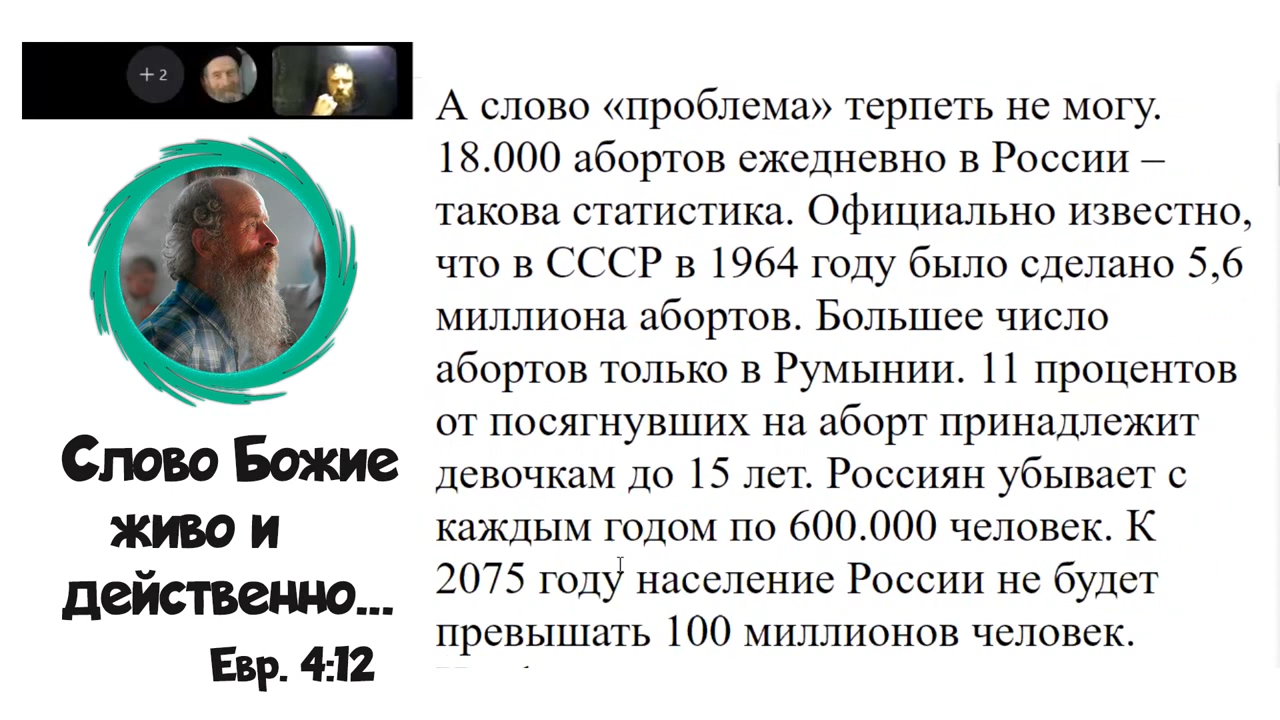 + 2
А слово «проблема» терпеть не могу.
18.000 абортов ежедневно в России –
такова статистика. Официально известно,
что в СССР в 1964 году было сделано 5,6
миллиона абортов. Большее число
абортов только в Румынии. 11 процентов
от посягнувших на аборт принадлежит
девочкам до 15 лет. Россиян убывает с
каждым годом по 600.000 человек. К
2075 году население России не будет
превышать 100 миллионов человек.
Слово Божие
живо и
действенно...
Евр. 4:12